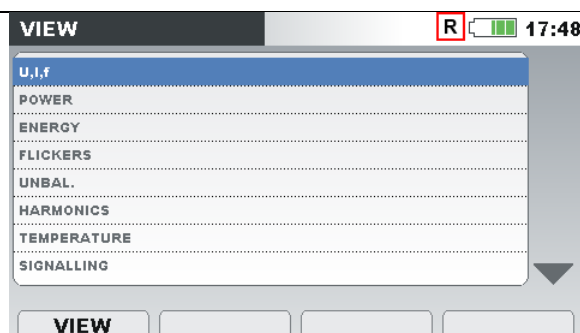 VIEW R 17:48
U,I,f
POWER
ENERGY
FLICKERS
UNBAL.
HARMONICS
TEMPERATURE
SIGNALLING
VIEW